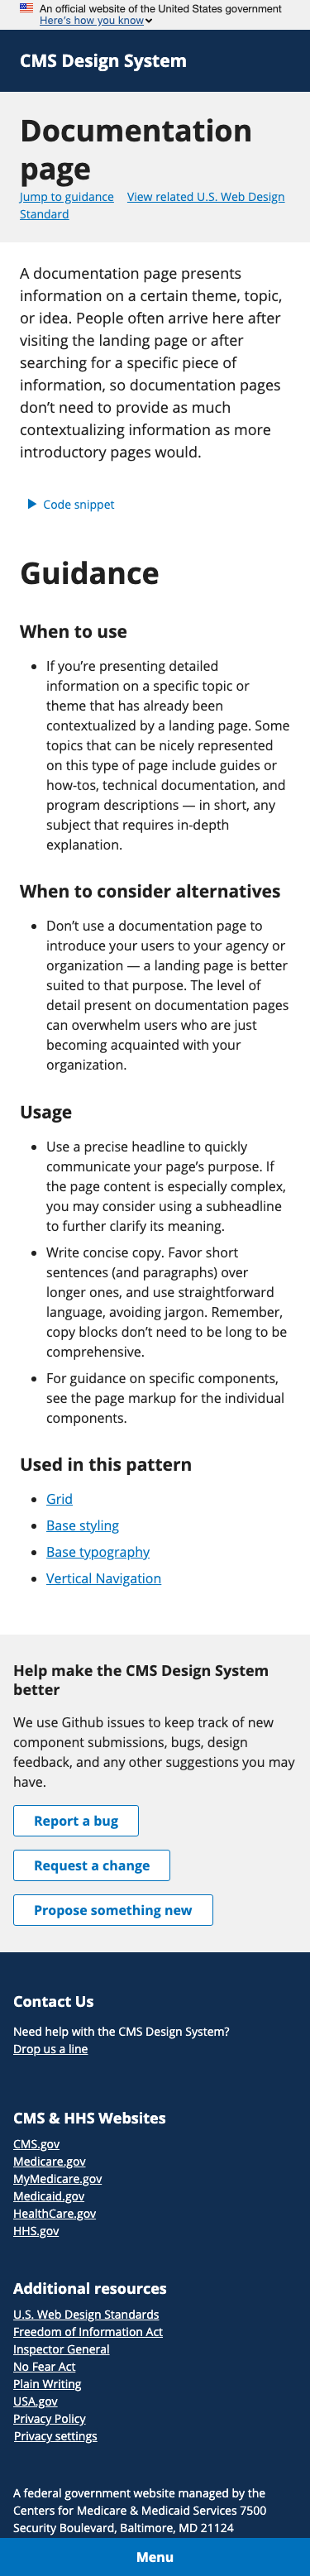 An official website of the United States government
Here's how you know
CMS Design System
Documentation
page
Jump to guidance View related U.S. Web Design
Standard
A documentation page presents
information on a certain theme, topic,
or idea. People often arrive here after
visiting the landing page or after
searching for a specific piece of
information, so documentation pages
don’t need to provide as much
contextualizing information as more
introductory pages would.
Code snippet
Guidance
When to use
If you’re presenting detailed
information on a specific topic or
theme that has already been
contextualized by a landing page. Some
topics that can be nicely represented
on this type of page include guides or
how-tos, technical documentation, and
program descriptions — in short, any
subject that requires in-depth
explanation.
When to consider alternatives
Don’t use a documentation page to
introduce your users to your agency or
organization — a landing page is better
suited to that purpose. The level of
detail present on documentation pages
can overwhelm users who are just
becoming acquainted with your
organization.
Usage
Use a precise headline to quickly
communicate your page’s purpose. If
the page content is especially complex,
you may consider using a subheadline
to further clarify its meaning.
Write concise copy. Favor short
sentences (and paragraphs) over
longer ones, and use straightforward
language, avoiding jargon. Remember,
copy blocks don’t need to be long to be
comprehensive.
For guidance on specific components,
see the page markup for the individual
components.
Used in this pattern
Grid
Base styling
Base typography
Vertical Navigation
Help make the CMS Design System
better
We use Github issues to keep track of new
component submissions, bugs, design
feedback, and any other suggestions you may
have.
Report a bug
Request a change
Propose something new
Contact Us
Need help with the CMS Design System?
Drop us a line
CMS & HHS Websites
CMS.gov
Medicare.gov
MyMedicare.gov
Medicaid.gov
HealthCare.gov
HHS.gov
Additional resources
U.S. Web Design Standards
Freedom of Information Act
Inspector General
No Fear Act
Plain Writing
USA.gov
Privacy Policy
Privacy settings
A federal government website managed by the
Centers for Medicare & Medicaid Services 7500
Security Boulevard, Baltimore, MD 21124
Menu